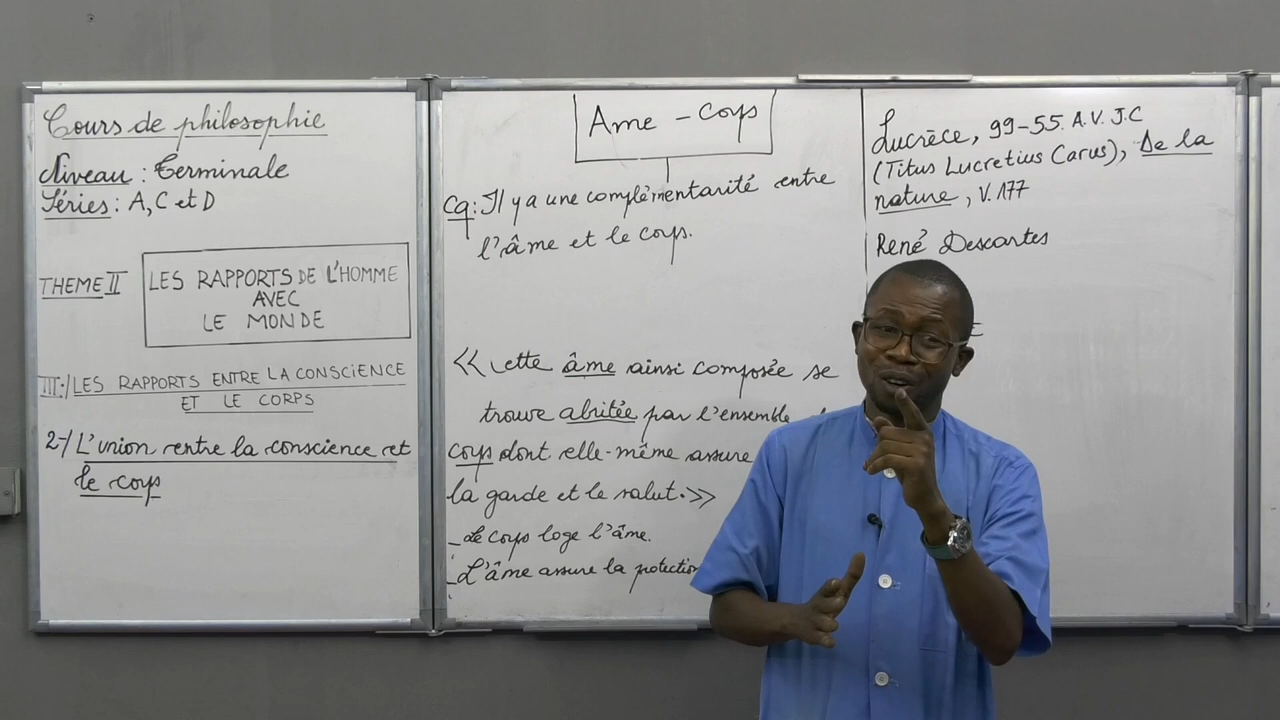 Cours de philosophie
Niveau : Terminale
Séries : A, C et D
THEME II
LES RAPPORTS DE L'HOMME
AVEC
LE MONDE
III-/ LES RAPPORTS ENTRE LA CONSCIENCE
ET LE CORPS
2-/ L'union entre la conscience et
le corps
Ame - Corps
Cq : Il y a une complémentarité entre
l'âme et le corps.
<< Cette âme ainsi composée se
trouve abritée par l'ensemble
corps dont elle-même assure
la garde et le salut. >>
_ Le corps loge l'âme.
_ L'âme assure la protection
Lucrèce, 99-55. A.V. J.C
(Titus Lucretius Carus), De la
nature, V. 177
René Descartes